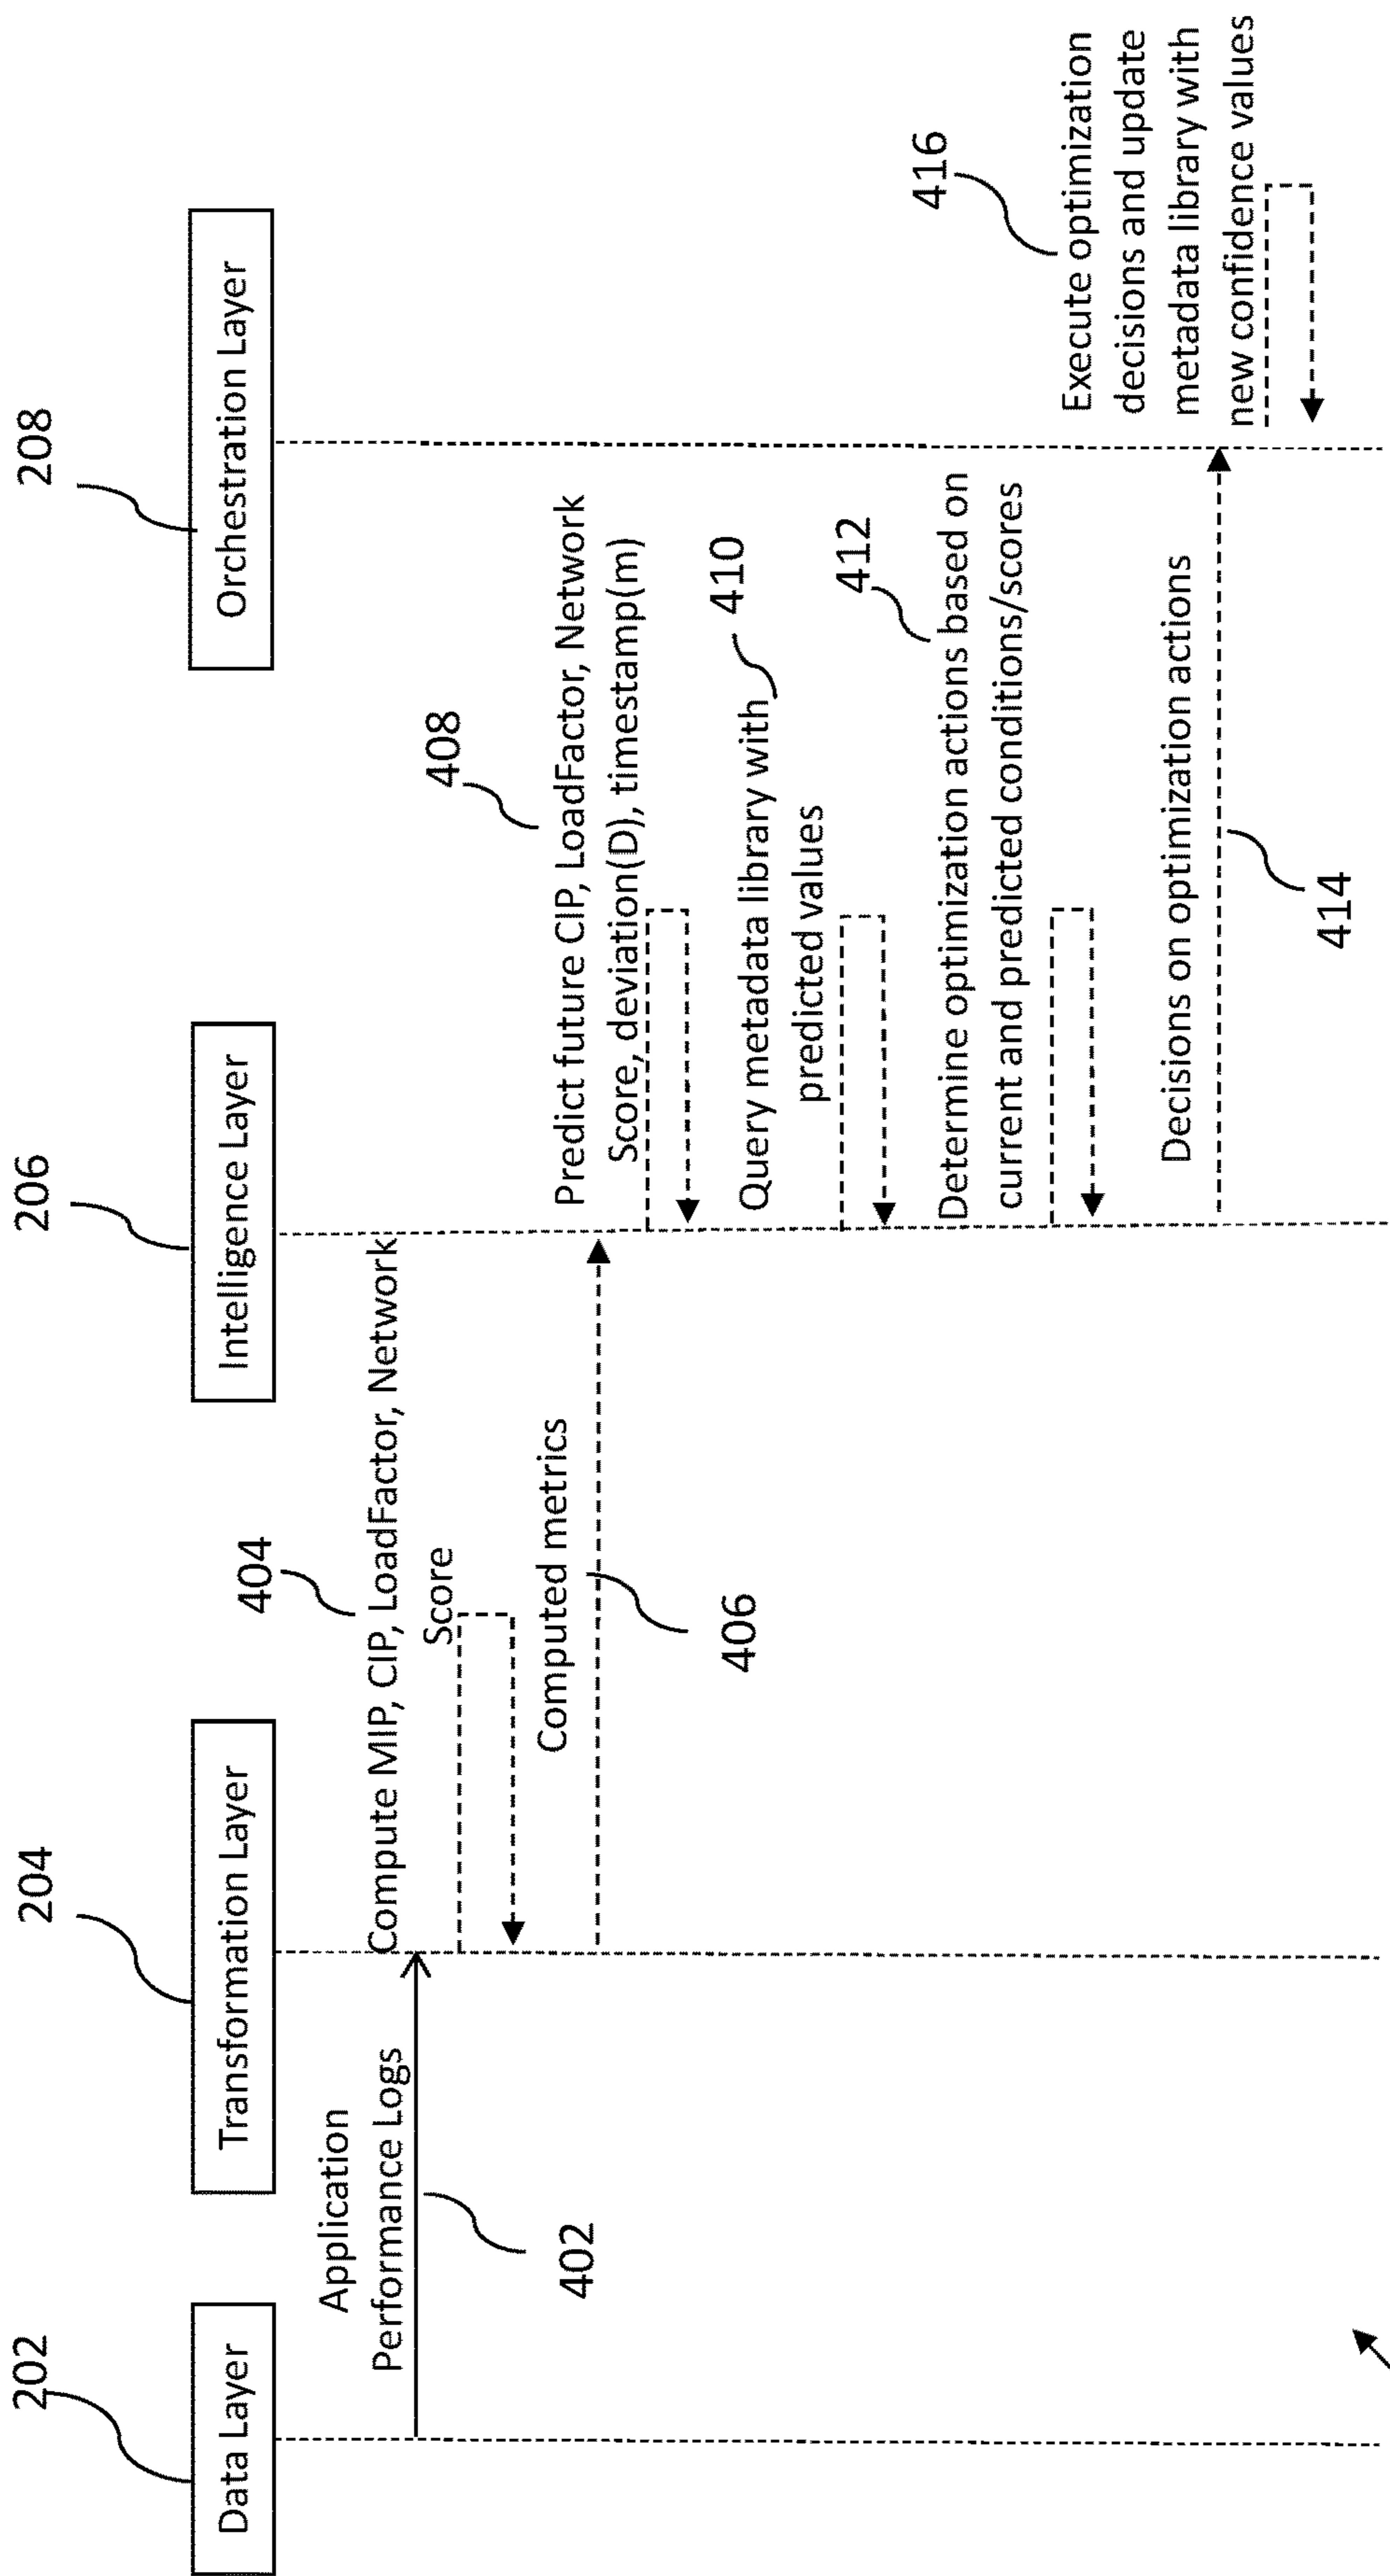 202
204
206
208
Data Layer
Transformation Layer
Intelligence Layer
Orchestration Layer
Application
Performance Logs
402
404
Compute MIP, CIP, LoadFactor, Network
Score
Computed metrics
406
408
Predict future CIP, LoadFactor, Network
Score, deviation(D), timestamp(m)
410
Query metadata library with
predicted values
412
Determine optimization actions based on
current and predicted conditions/scores
Decisions on optimization actions
414
416
Execute optimization
decisions and update
metadata library with
new confidence values